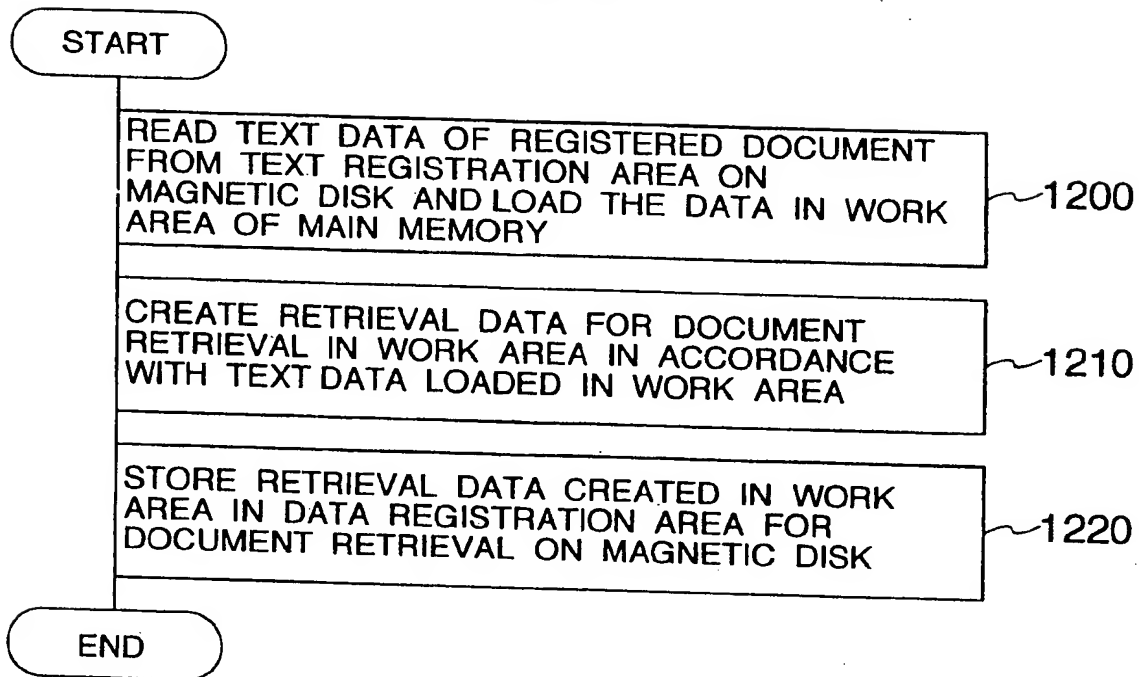 START
READ TEXT DATA OF REGISTERED DOCUMENT
FROM TEXT REGISTRATION AREA ON
MAGNETIC DISK AND LOAD THE DATA IN WORK
AREA OF MAIN MEMORY
1200
CREATE RETRIEVAL DATA FOR DOCUMENT
RETRIEVAL IN WORK AREA IN ACCORDANCE
WITH TEXT DATA LOADED IN WORK AREA
1210
STORE RETRIEVAL DATA CREATED IN WORK
AREA IN DATA REGISTRATION AREA FOR
DOCUMENT RETRIEVAL ON MAGNETIC DISK
1220
END